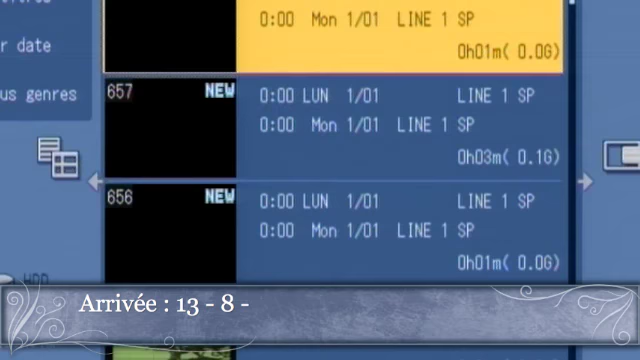 0:00 Mon 1/01 LINE 1 SP
r date
0h01m( 0.0G)
us genres
657 NEW 0:00 LUN 1/01 LINE 1 SP
0:00 Mon 1/01 LINE 1 SP
0h03m( 0.1G)
656 NEW 0:00 LUN 1/01 LINE 1 SP
0:00 Mon 1/01 LINE 1 SP
0h01m( 0.0G)
HDD
Arrivée : 13 - 8 -